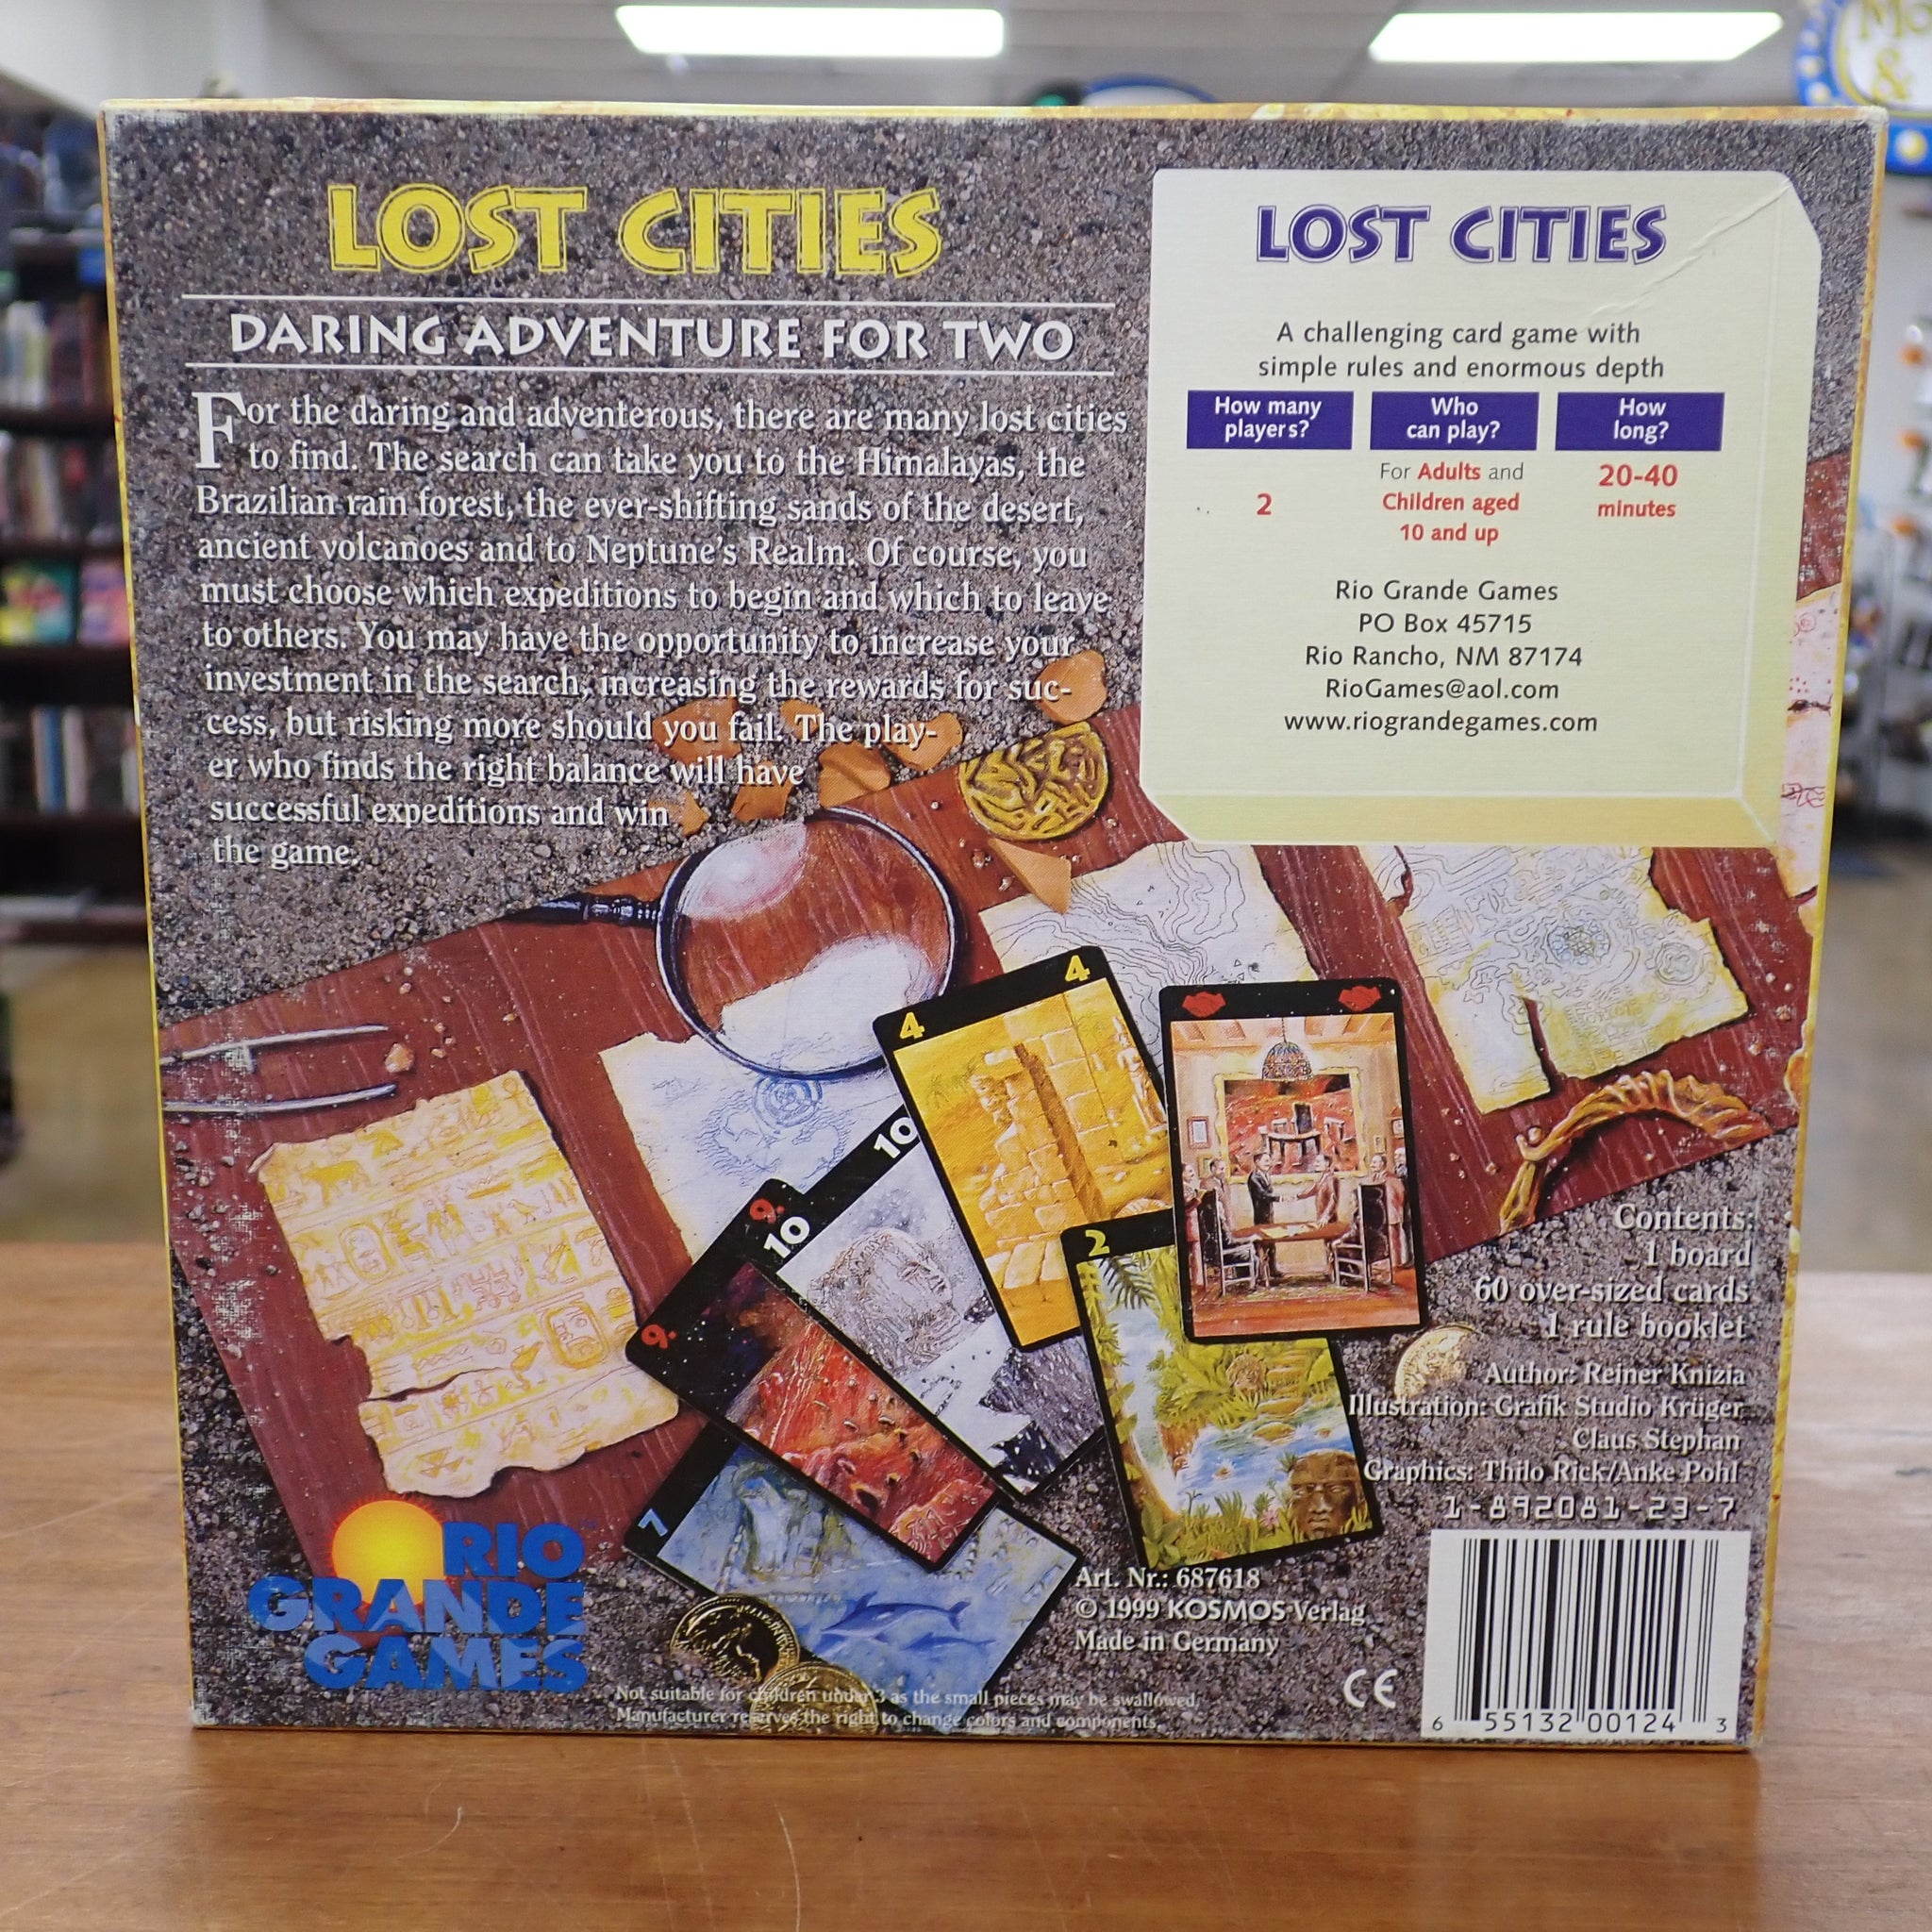 LOST CITIES
DARING ADVENTURE FOR TWO
For the daring and adventerous, there are many lost cities
to find. The search can take you to the Himalayas, the
Brazilian rain forest, the ever-shifting sands of the desert,
ancient volcanoes and to Neptune's Realm. Of course, you
must choose which expeditions to begin and which to leave
to others. You may have the opportunity to increase your
investment in the search, increasing the rewards for suc-
cess, but risking more should you fail. The play-
er who finds the right balance will have
successful expeditions and win
the game.
LOST CITIES
A challenging card game with
simple rules and enormous depth
How many
players?
2
Who
can play?
For Adults and
Children aged
10 and up
How
long?
20-40
minutes
Rio Grande Games
PO Box 45715
Rio Rancho, NM 87174
RioGames@aol.com
www.riograndegames.com
4
4
10
10
9.
9.
2
7
Contents:
1 board
60 over-sized cards
1 rule booklet
Author: Reiner Knizia
Illustration: Grafik Studio Krüger
Claus Stephan
Graphics: Thilo Rick/Anke Pohl
1-892081-23-7
RIO
GRANDE
GAMES
Art. Nr.: 687618
© 1999 KOSMOS Verlag
Made in Germany
CE
Not suitable for children under 3 as the small pieces may be swallowed.
Manufacturer reserves the right to change colors and components.
6 55132 00124 3